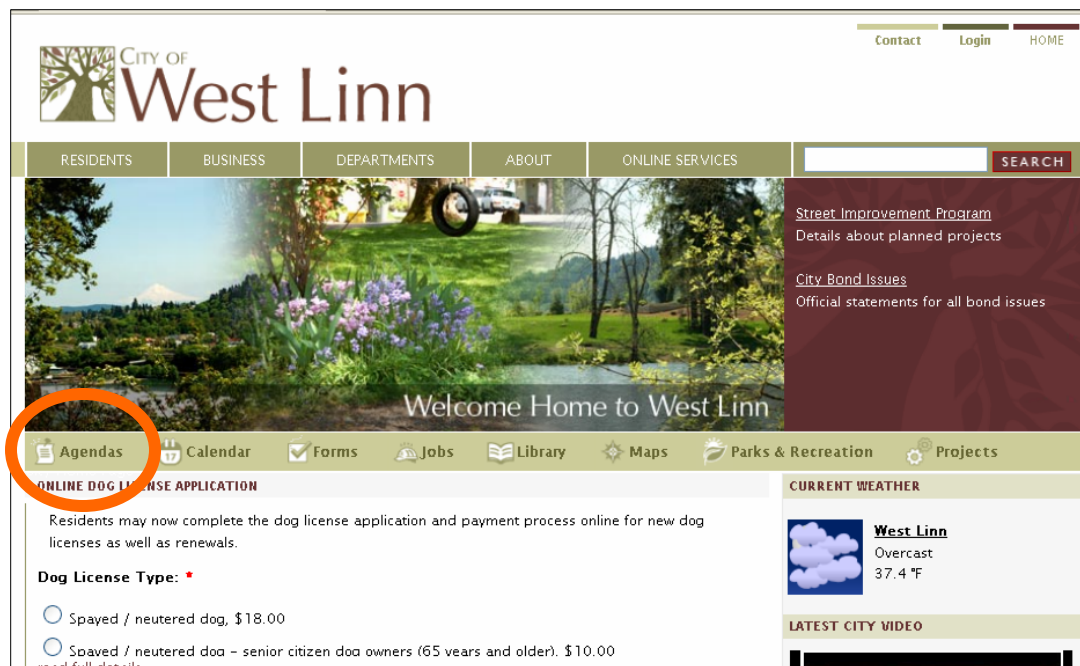 Contact Login HOME
CITY OF
West Linn
RESIDENTS BUSINESS DEPARTMENTS ABOUT ONLINE SERVICES SEARCH
Street Improvement Program
Details about planned projects
City Bond Issues
Official statements for all bond issues
Welcome Home to West Linn
Agendas 17 Calendar Forms Jobs Library Maps Parks & Recreation Projects
ONLINE DOG LICENSE APPLICATION
Residents may now complete the dog license application and payment process online for new dog
licenses as well as renewals.
Dog License Type: *
Spayed / neutered dog, $18.00
Spayed / neutered dog – senior citizen dog owners (65 years and older), $10.00
read full details
CURRENT WEATHER
West Linn
Overcast
37.4 °F
LATEST CITY VIDEO